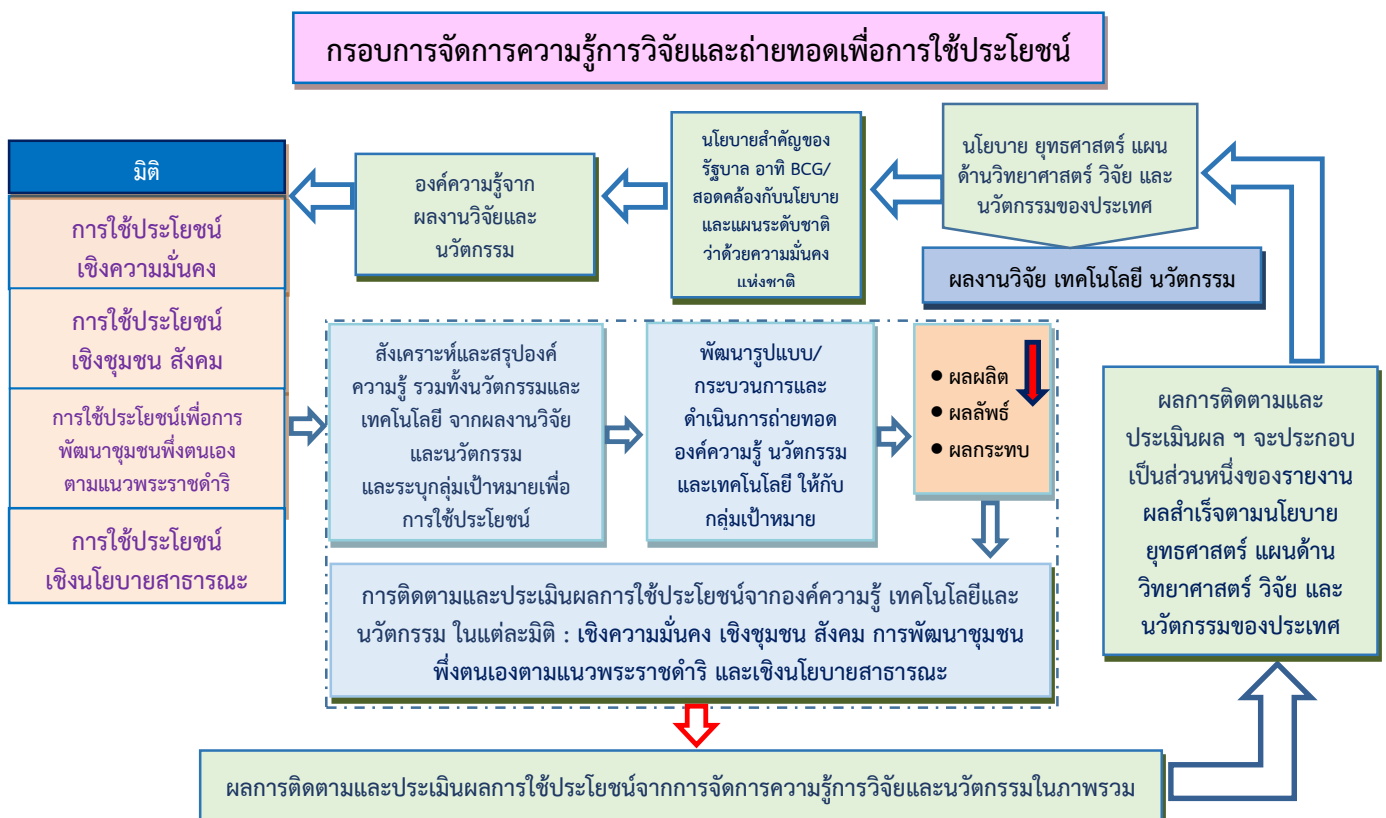 กรอบการจัดการความรู้การวิจัยและถ่ายทอดเพื่อการใช้ประโยชน์
นโยบาย ยุทธศาสตร์ แผน
ด้านวิทยาศาสตร์ วิจัย และ
นวัตกรรมของประเทศ
ผลงานวิจัย เทคโนโลยี นวัตกรรม
นโยบายสำคัญของ
รัฐบาล อาทิ BCG/
สอดคล้องกับนโยบาย
และแผนระดับชาติ
ว่าด้วยความมั่นคง
แห่งชาติ
องค์ความรู้จาก
ผลงานวิจัยและ
นวัตกรรม
มิติ
การใช้ประโยชน์
เชิงความมั่นคง
การใช้ประโยชน์
เชิงชุมชน สังคม
การใช้ประโยชน์เพื่อการ
พัฒนาชุมชนพึ่งตนเอง
ตามแนวพระราชดำริ
การใช้ประโยชน์
เชิงนโยบายสาธารณะ
สังเคราะห์และสรุปองค์
ความรู้ รวมทั้งนวัตกรรมและ
เทคโนโลยี จากผลงานวิจัย
และนวัตกรรม
และระบุกลุ่มเป้าหมายเพื่อ
การใช้ประโยชน์
พัฒนารูปแบบ/
กระบวนการและ
ดำเนินการถ่ายทอด
องค์ความรู้ นวัตกรรม
และเทคโนโลยี ให้กับ
กลุ่มเป้าหมาย
● ผลผลิต
● ผลลัพธ์
● ผลกระทบ
การติดตามและประเมินผลการใช้ประโยชน์จากองค์ความรู้ เทคโนโลยีและ
นวัตกรรม ในแต่ละมิติ : เชิงความมั่นคง เชิงชุมชน สังคม การพัฒนาชุมชน
พึ่งตนเองตามแนวพระราชดำริ และเชิงนโยบายสาธารณะ
ผลการติดตามและประเมินผลการใช้ประโยชน์จากการจัดการความรู้การวิจัยและนวัตกรรมในภาพรวม
ผลการติดตามและ
ประเมินผล ฯ จะประกอบ
เป็นส่วนหนึ่งของรายงาน
ผลสำเร็จตามนโยบาย
ยุทธศาสตร์ แผนด้าน
วิทยาศาสตร์ วิจัย และ
นวัตกรรมของประเทศ